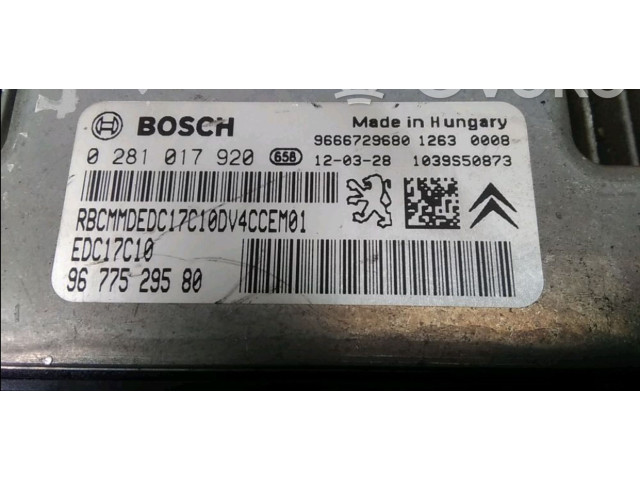 BOSCH
Made in Hungary
9666729680 1263 0008
0 281 017 920 658 12-03-28 1039S50873
RBCMMDEDC17C10DV4CCEM01
EDC17C10
96 775 295 80